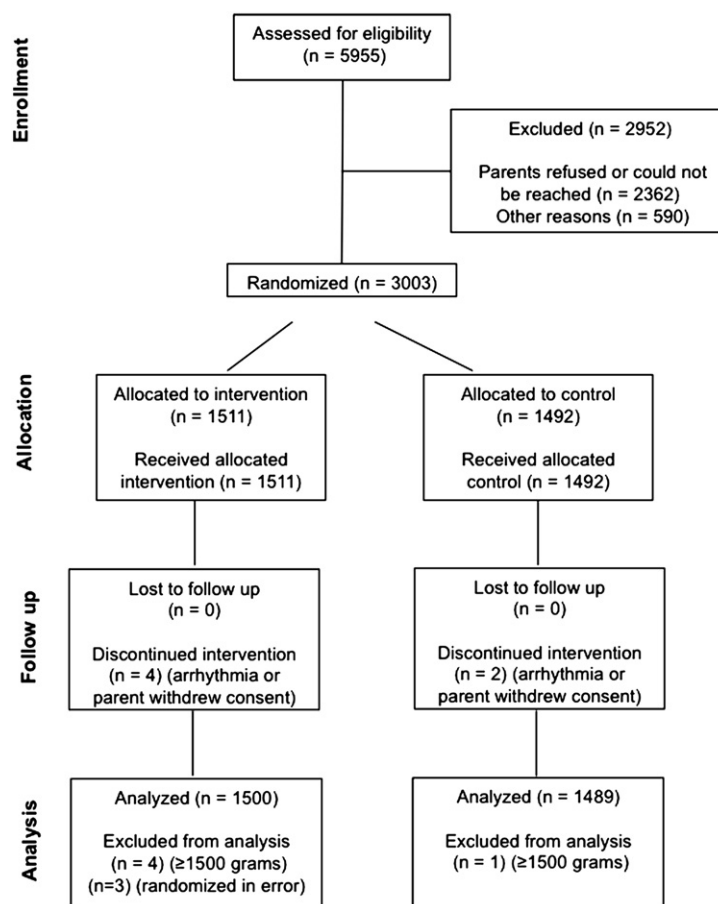 Enrollment
Assessed for eligibility
(n = 5955)
Excluded (n = 2952)
Parents refused or could not
be reached (n = 2362)
Other reasons (n = 590)
Randomized (n = 3003)
Allocation
Allocated to intervention
(n = 1511)
Received allocated
intervention (n = 1511)
Allocated to control
(n = 1492)
Received allocated
control (n = 1492)
Follow up
Lost to follow up
(n = 0)
Discontinued intervention
(n = 4) (arrhythmia or
parent withdrew consent)
Lost to follow up
(n = 0)
Discontinued intervention
(n = 2) (arrhythmia or
parent withdrew consent)
Analysis
Analyzed (n = 1500)
Excluded from analysis
(n = 4) (≥1500 grams)
(n=3) (randomized in error)
Analyzed (n = 1489)
Excluded from analysis
(n = 1) (≥1500 grams)